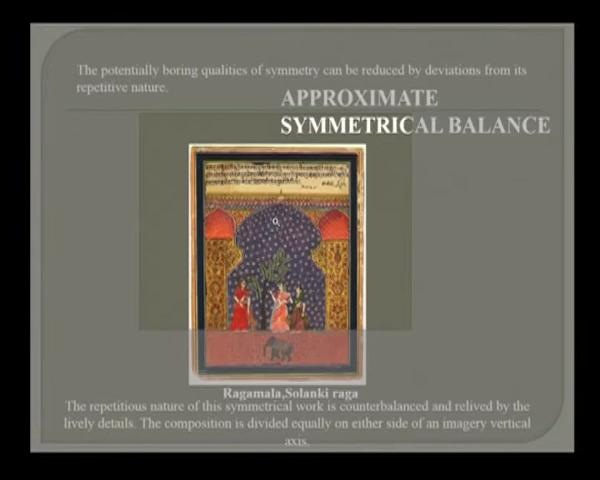 The potentially boring qualities of symmetry can be reduced by deviations from its
repetitive nature.
APPROXIMATE
SYMMETRICAL BALANCE
Ragamala,Solanki raga
The repetitious nature of this symmetrical work is counterbalanced and relived by the
lively details. The composition is divided equally on either side of an imagery vertical
axis.